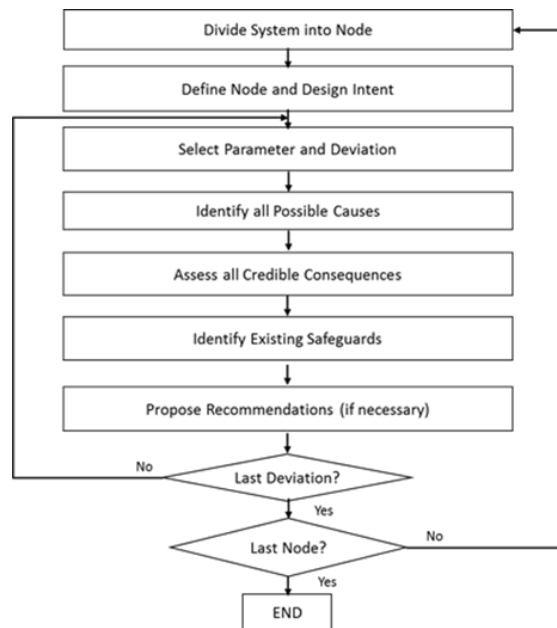 Divide System into Node
Define Node and Design Intent
Select Parameter and Deviation
Identify all Possible Causes
Assess all Credible Consequences
Identify Existing Safeguards
Propose Recommendations (if necessary)
No
Last Deviation?
Yes
Last Node?
No
Yes
END